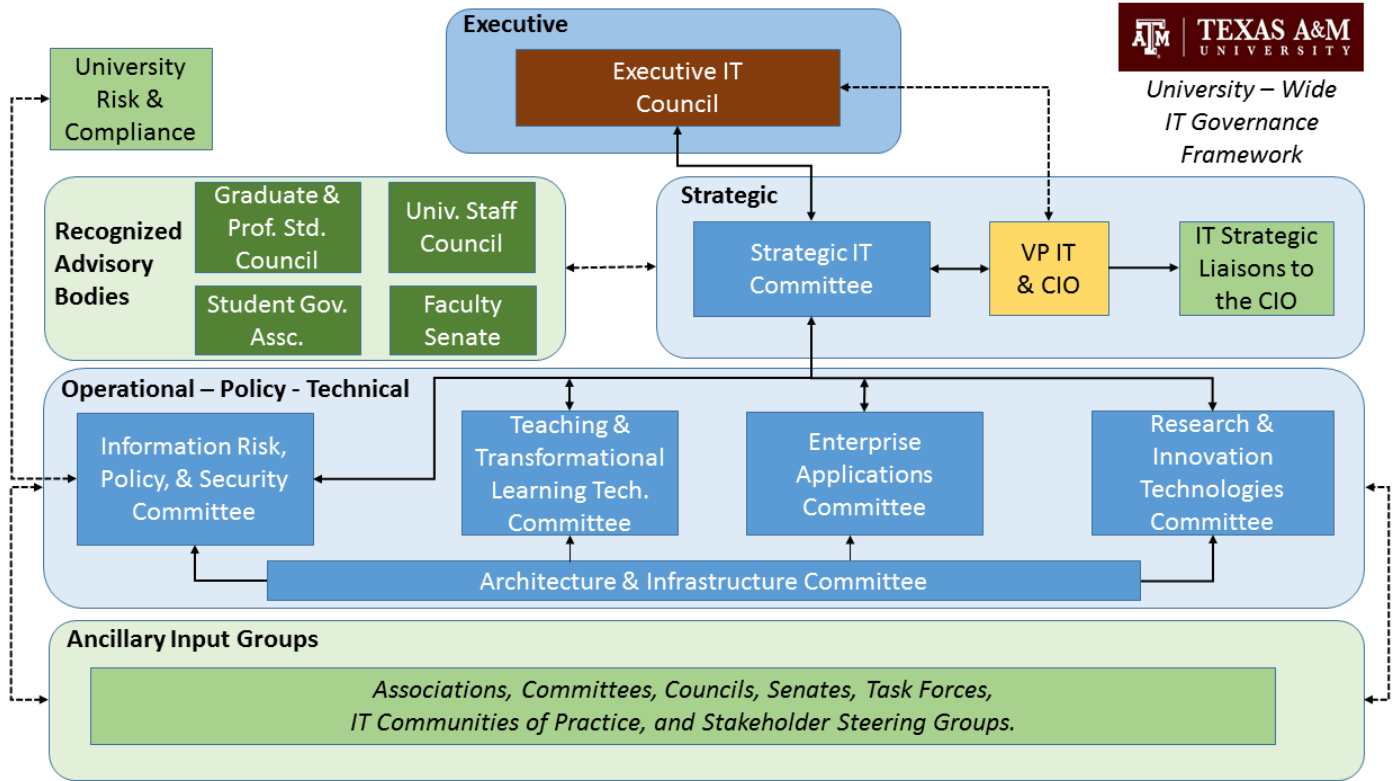 Executive
Executive IT
Council
University
Risk &
Compliance
ĀTM | TEXAS A&M
UNIVERSITY
University – Wide
IT Governance
Framework
Recognized
Advisory
Bodies
Graduate &
Prof. Std.
Council
Univ. Staff
Council
Student Gov.
Assc.
Faculty
Senate
Strategic
Strategic IT
Committee
VP IT
& CIO
IT Strategic
Liaisons to
the CIO
Operational – Policy - Technical
Information Risk,
Policy, & Security
Committee
Teaching &
Transformational
Learning Tech.
Committee
Enterprise
Applications
Committee
Research &
Innovation
Technologies
Committee
Architecture & Infrastructure Committee
Ancillary Input Groups
Associations, Committees, Councils, Senates, Task Forces,
IT Communities of Practice, and Stakeholder Steering Groups.